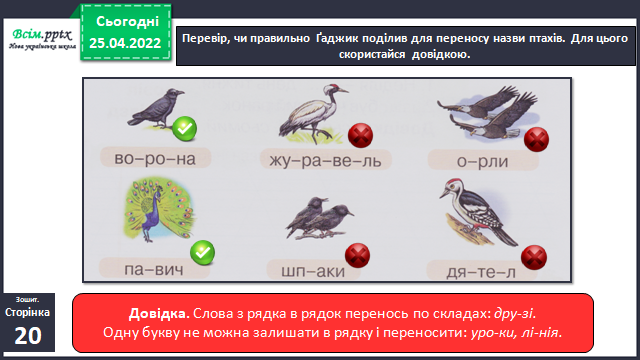 Всім.pptx
Нова українська школа
Сьогодні
25.04.2022
Перевір, чи правильно Ґаджик поділив для переносу назви птахів. Для цього
скористайся довідкою.
во–ро–на
жу–ра–ве–ль
о–рли
па–вич
шп–аки
дя–те–л
Зошит.
Сторінка
20
Довідка. Слова з рядка в рядок перенось по складах: дру-зі.
Одну букву не можна залишати в рядку і переносити: уро-ки, лі-нія.